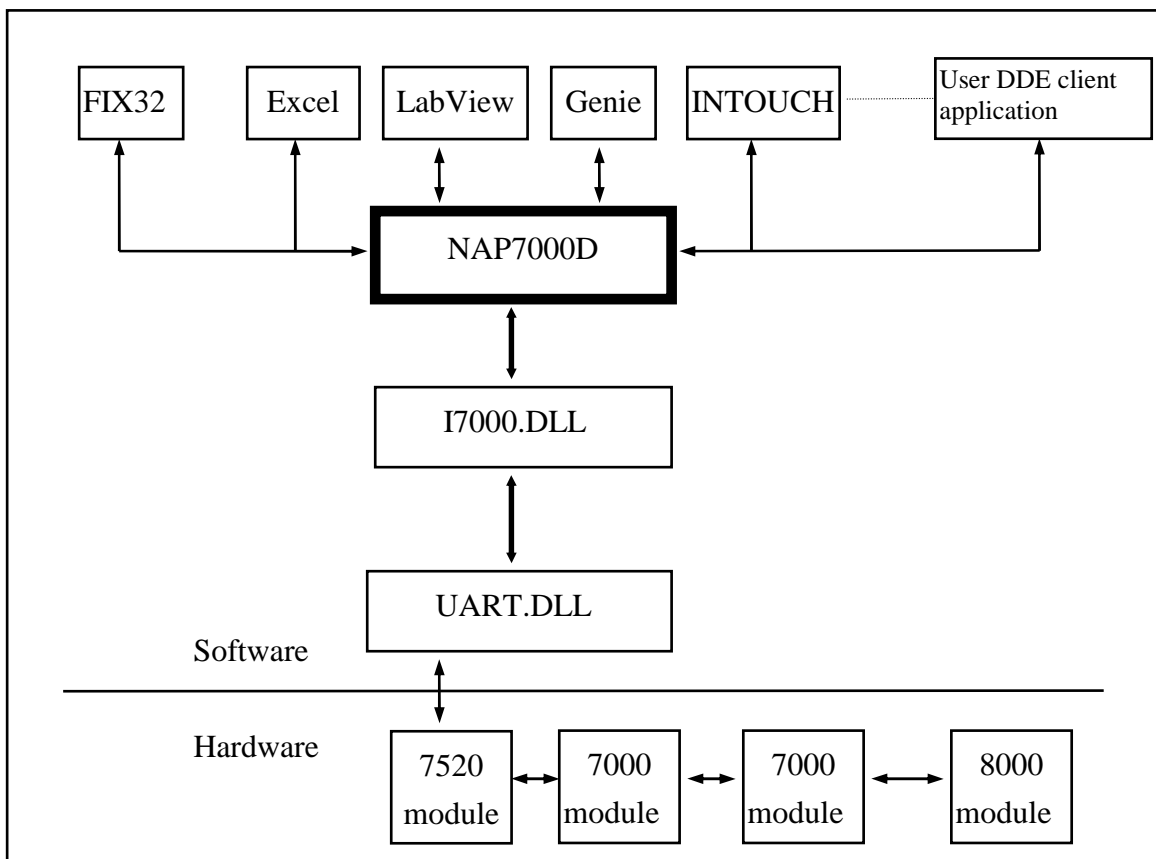 FIX32
Excel
LabView
Genie
INTOUCH
User DDE client
application
NAP7000D
I7000.DLL
UART.DLL
Software
Hardware
7520
module
7000
module
7000
module
8000
module